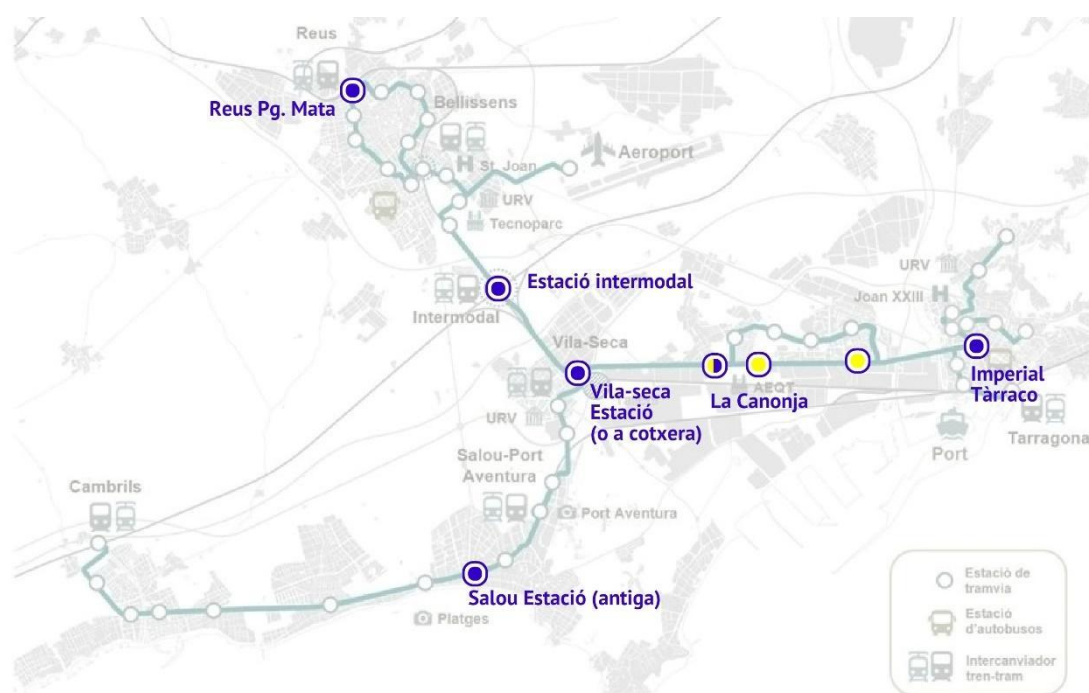 Reus
Reus Pg. Mata
Bellissens
St. Joan
Aeroport
URV
Tecnoparc
Estació intermodal
Intermodal
URV
Joan XXIII
Vila-Seca
Imperial
Tàrraco
AEQT
La Canonja
Vila-seca
Estació
(o a cotxera)
URV
Tarragona
Port
Salou-Port
Aventura
Cambrils
Port Aventura
Salou Estació (antiga)
Platges
Estació de
tramvia
Estació
d'autobusos
Intercanviador
tren-tram